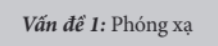 Vấn đề 1: Phóng xạ